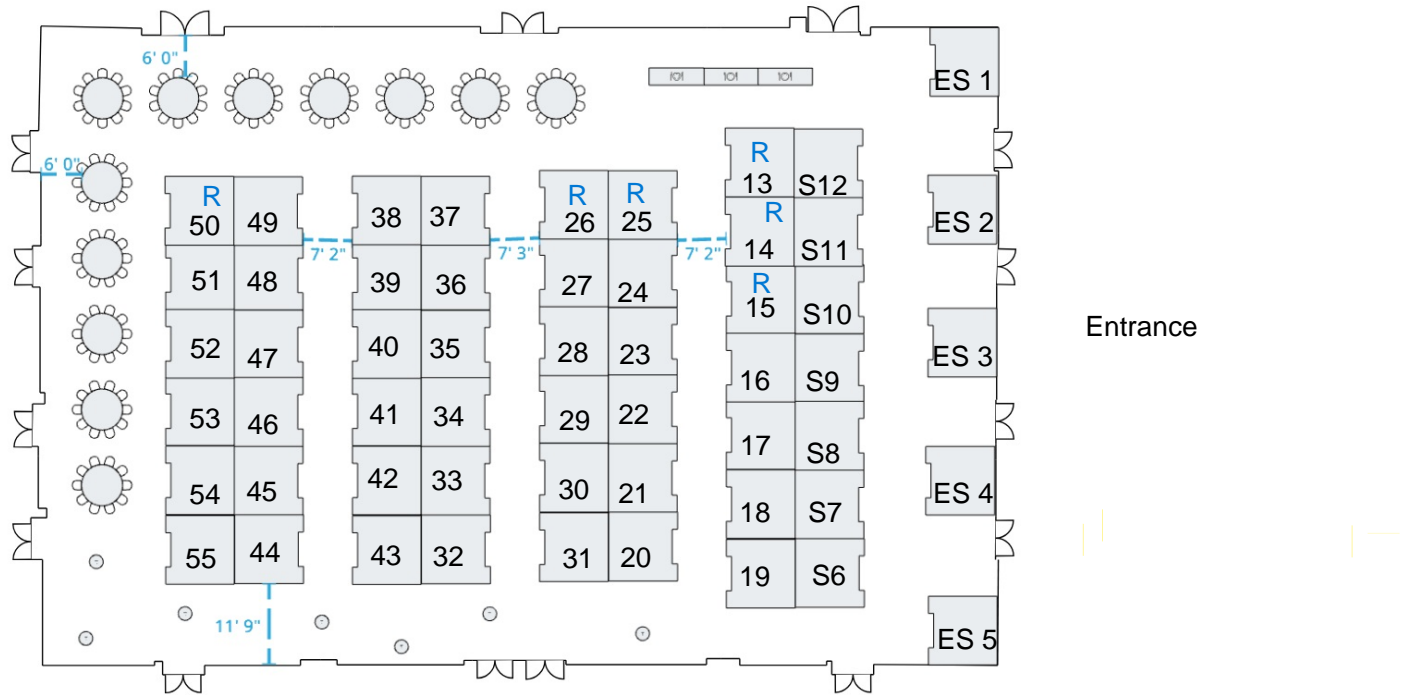 6' 0"
ES 1
6' 0"
R
13 S12
R
50 49
38 37
R R
26 25
R
14 S11
ES 2
7' 2"
7' 3"
7' 2"
51 48
39 36
27 24
R
15 S10
Entrance
52 47
40 35
28 23
16 S9
ES 3
53 46
41 34
29 22
17 S8
54 45
42 33
30 21
18 S7
ES 4
55 44
43 32
31 20
19 S6
11' 9"
ES 5